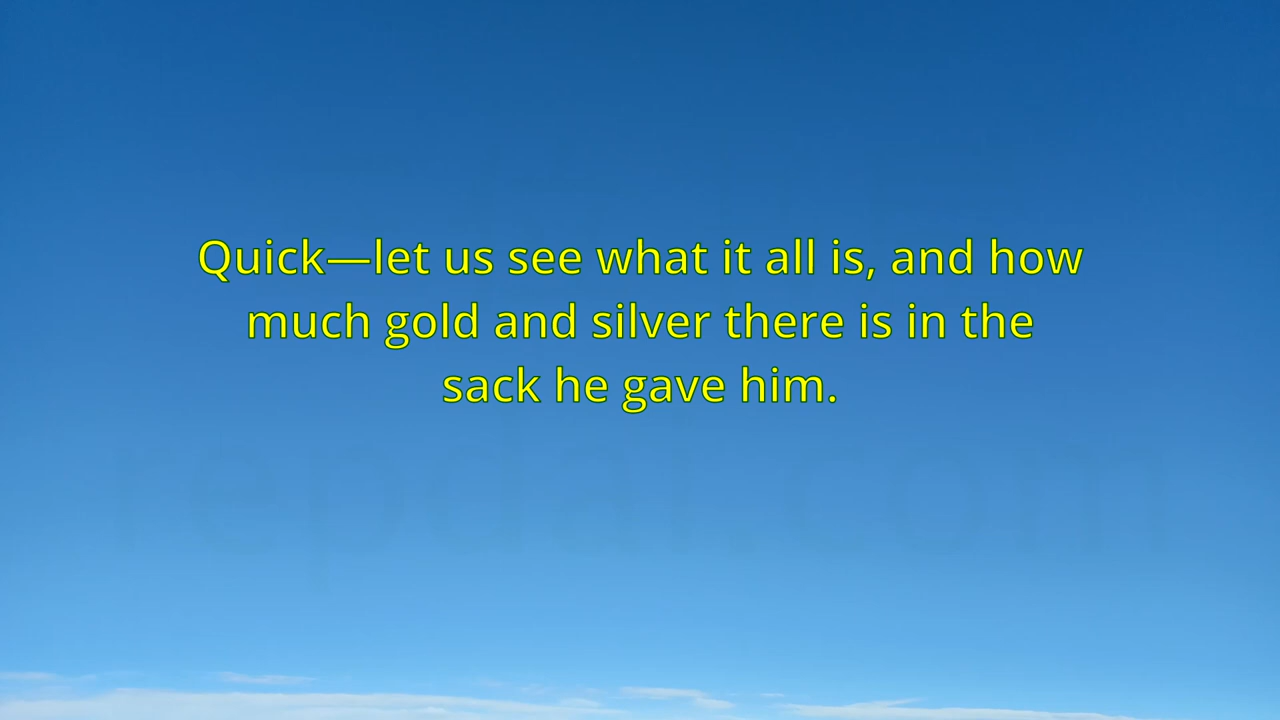 Quick—let us see what it all is, and how
much gold and silver there is in the
sack he gave him.